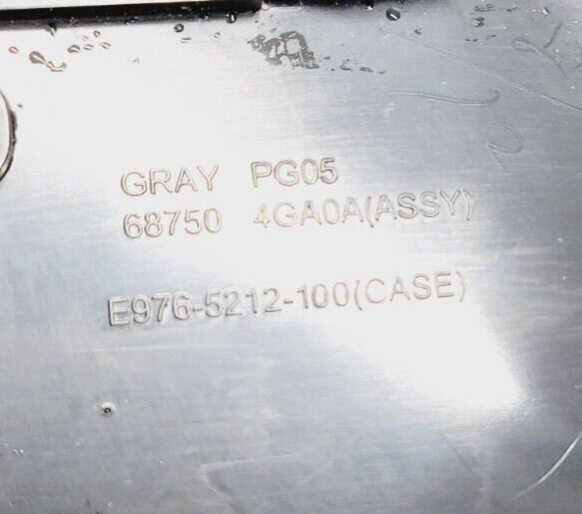 GRAY PG05
68750 4GA0A(ASSY)
E976-5212-100(CASE)